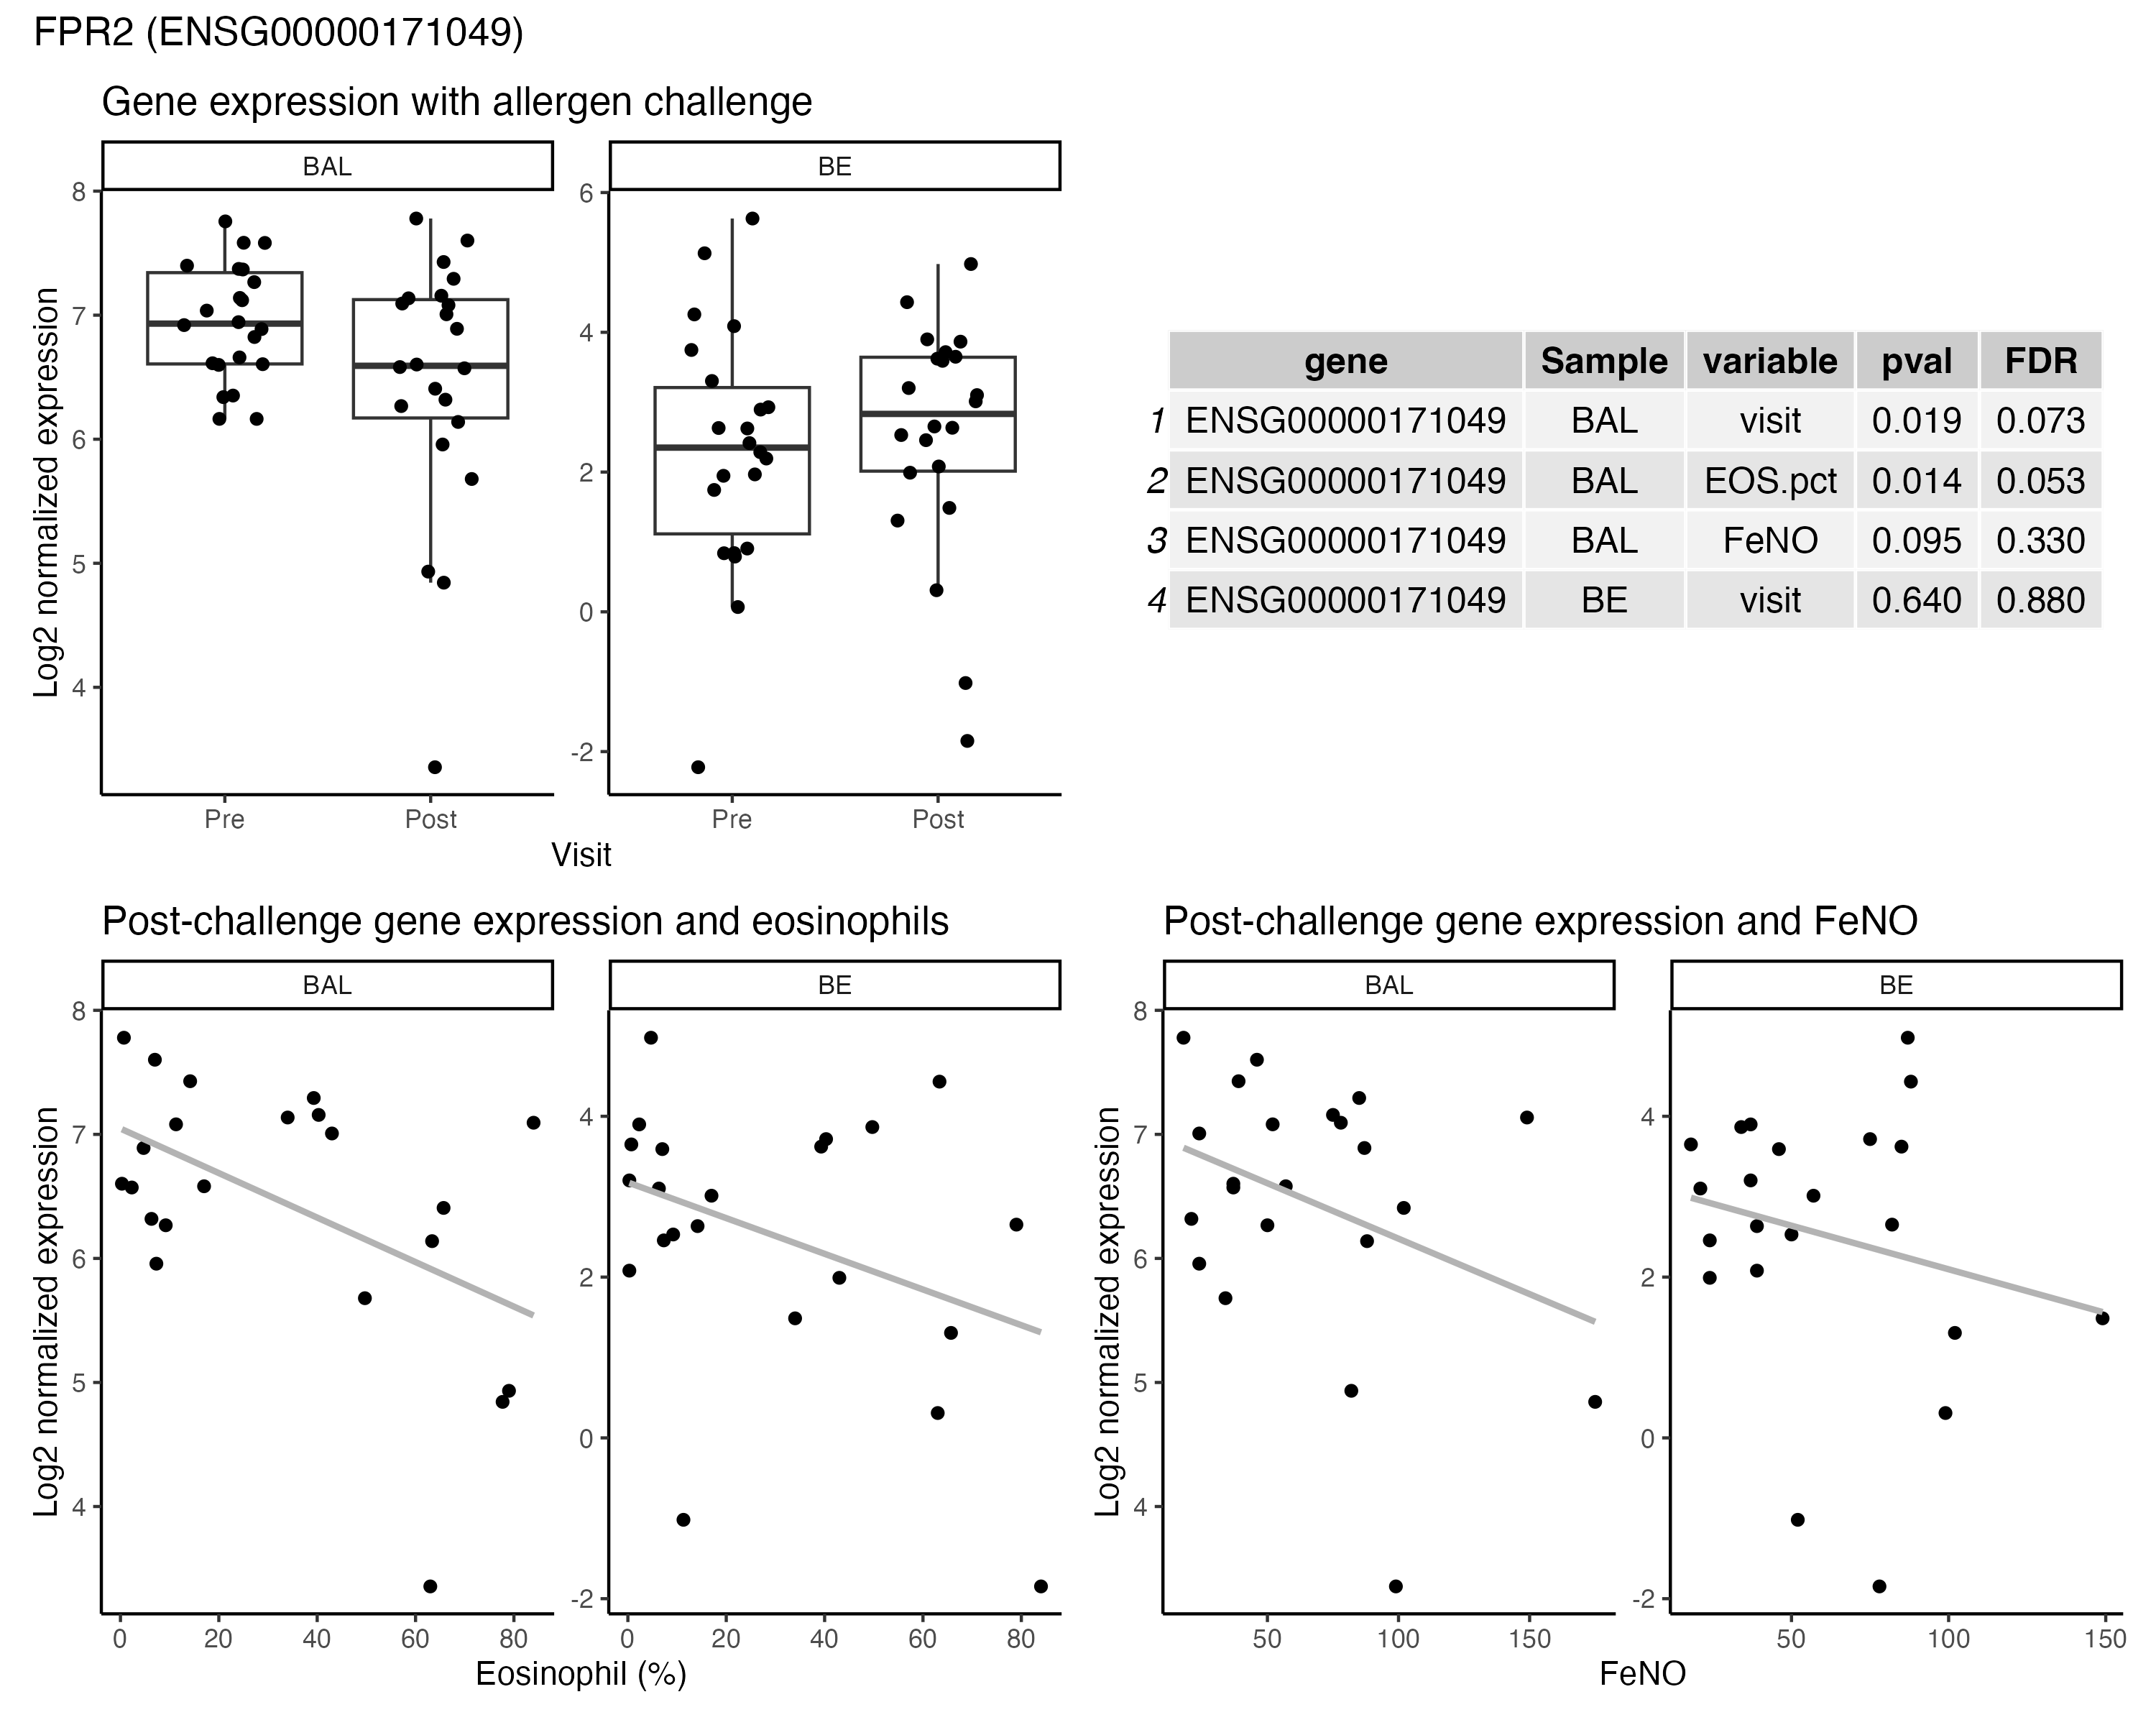 FPR2 (ENSG00000171049)
Gene expression with allergen challenge
BAL
BE
Log2 normalized expression
8
7
6
5
4
6
4
2
0
-2
Pre
Post
Pre
Post
Visit
gene Sample variable pval FDR
1 ENSG00000171049 BAL visit 0.019 0.073
2 ENSG00000171049 BAL EOS.pct 0.014 0.053
3 ENSG00000171049 BAL FeNO 0.095 0.330
4 ENSG00000171049 BE visit 0.640 0.880
Post-challenge gene expression and eosinophils
BAL
BE
Log2 normalized expression
8
7
6
5
4
4
2
0
-2
0 20 40 60 80
0 20 40 60 80
Eosinophil (%)
Post-challenge gene expression and FeNO
BAL
BE
Log2 normalized expression
8
7
6
5
4
4
2
0
-2
50 100 150
50 100 150
FeNO